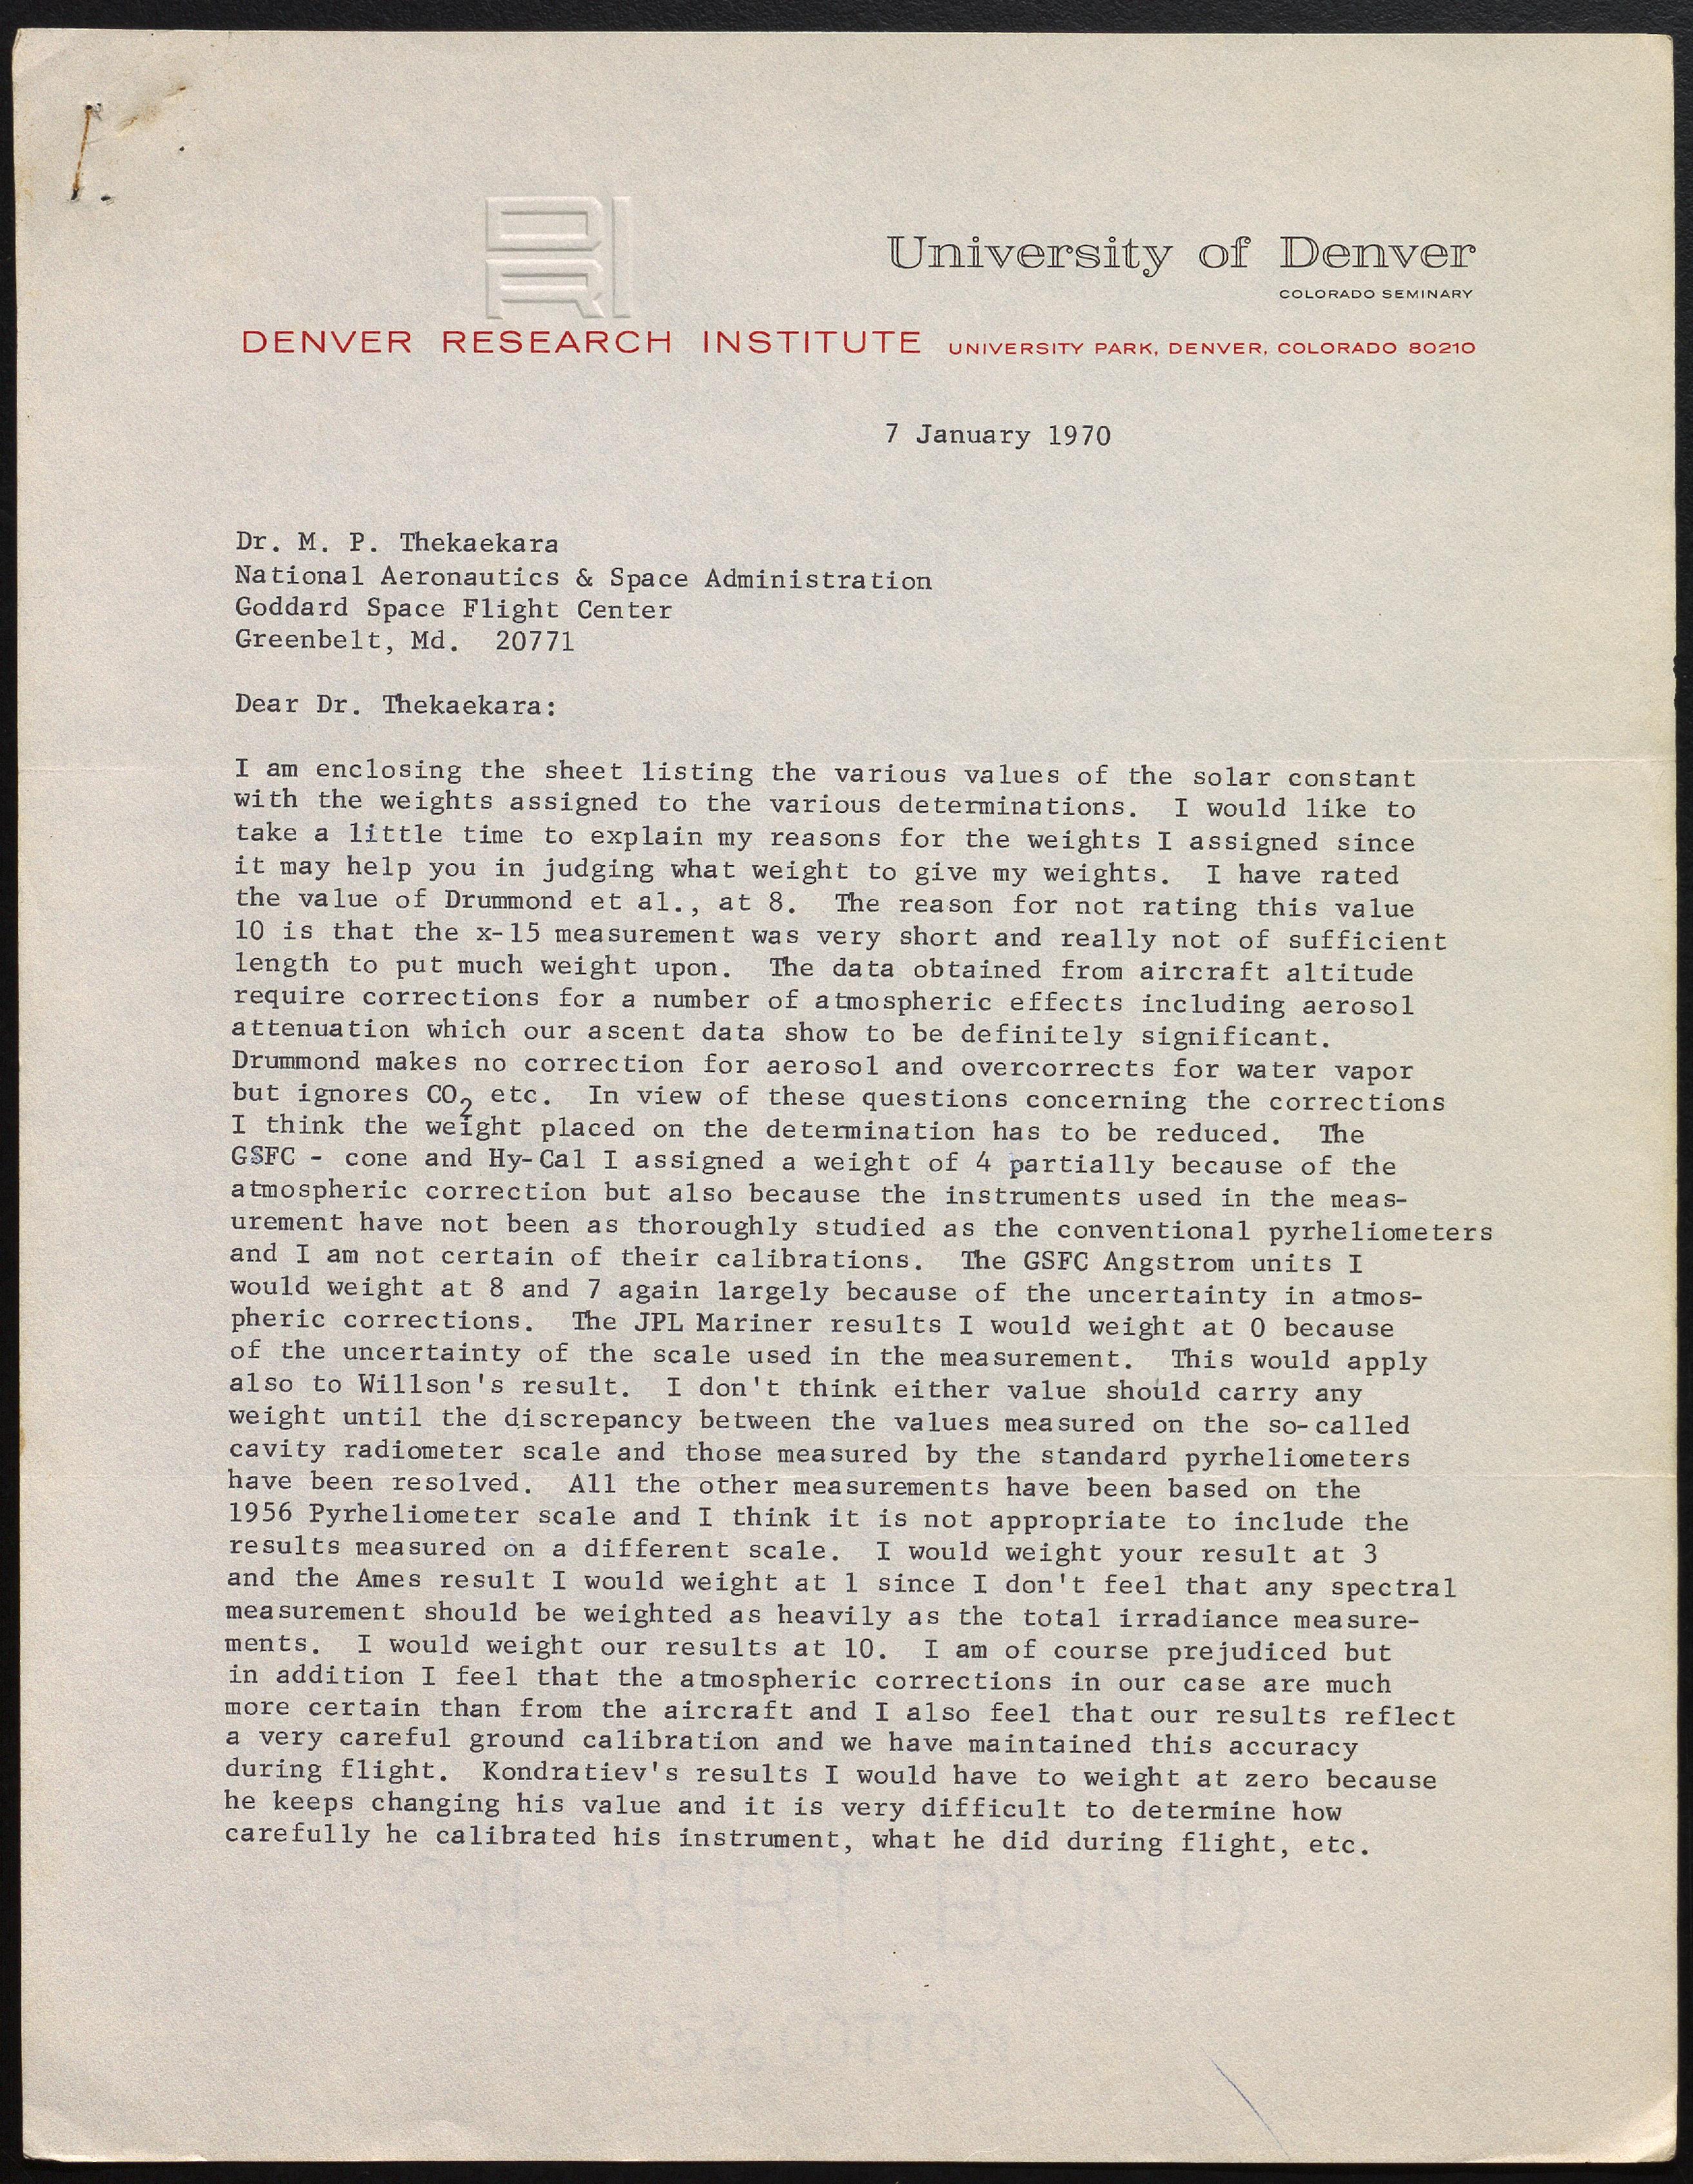 DRI
University of Denver
COLORADO SEMINARY
DENVER RESEARCH INSTITUTE UNIVERSITY PARK, DENVER, COLORADO 80210
7 January 1970
Dr. M. P. Thekaekara
National Aeronautics & Space Administration
Goddard Space Flight Center
Greenbelt, Md.  20771
Dear Dr. Thekaekara:
I am enclosing the sheet listing the various values of the solar constant
with the weights assigned to the various determinations.  I would like to
take a little time to explain my reasons for the weights I assigned since
it may help you in judging what weight to give my weights.  I have rated
the value of Drummond et al., at 8.  The reason for not rating this value
10 is that the x-15 measurement was very short and really not of sufficient
length to put much weight upon.  The data obtained from aircraft altitude
require corrections for a number of atmospheric effects including aerosol
attenuation which our ascent data show to be definitely significant.
Drummond makes no correction for aerosol and overcorrects for water vapor
but ignores CO2 etc.  In view of these questions concerning the corrections
I think the weight placed on the determination has to be reduced.  The
GSFC - cone and Hy-Cal I assigned a weight of 4 partially because of the
atmospheric correction but also because the instruments used in the meas-
urement have not been as thoroughly studied as the conventional pyrheliometers
and I am not certain of their calibrations.  The GSFC Angstrom units I
would weight at 8 and 7 again largely because of the uncertainty in atmos-
pheric corrections.  The JPL Mariner results I would weight at 0 because
of the uncertainty of the scale used in the measurement.  This would apply
also to Willson's result.  I don't think either value should carry any
weight until the discrepancy between the values measured on the so-called
cavity radiometer scale and those measured by the standard pyrheliometers
have been resolved.  All the other measurements have been based on the
1956 Pyrheliometer scale and I think it is not appropriate to include the
results measured on a different scale.  I would weight your result at 3
and the Ames result I would weight at 1 since I don't feel that any spectral
measurement should be weighted as heavily as the total irradiance measure-
ments.  I would weight our results at 10.  I am of course prejudiced but
in addition I feel that the atmospheric corrections in our case are much
more certain than from the aircraft and I also feel that our results reflect
a very careful ground calibration and we have maintained this accuracy
during flight.  Kondratiev's results I would have to weight at zero because
he keeps changing his value and it is very difficult to determine how
carefully he calibrated his instrument, what he did during flight, etc.